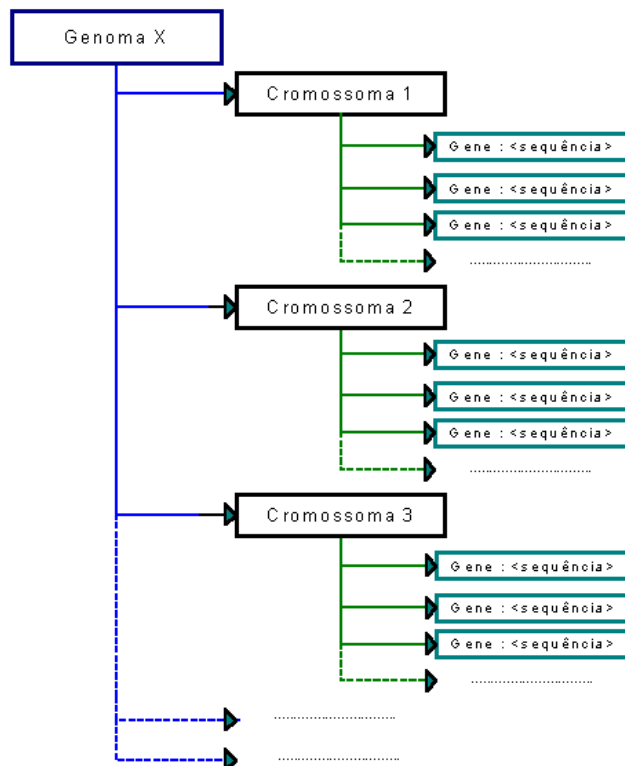 Genoma X
Cromossoma 1
Gene : <sequência>
Gene : <sequência>
Gene : <sequência>
................................
Cromossoma 2
Gene : <sequência>
Gene : <sequência>
Gene : <sequência>
................................
Cromossoma 3
Gene : <sequência>
Gene : <sequência>
Gene : <sequência>
................................
................................
................................